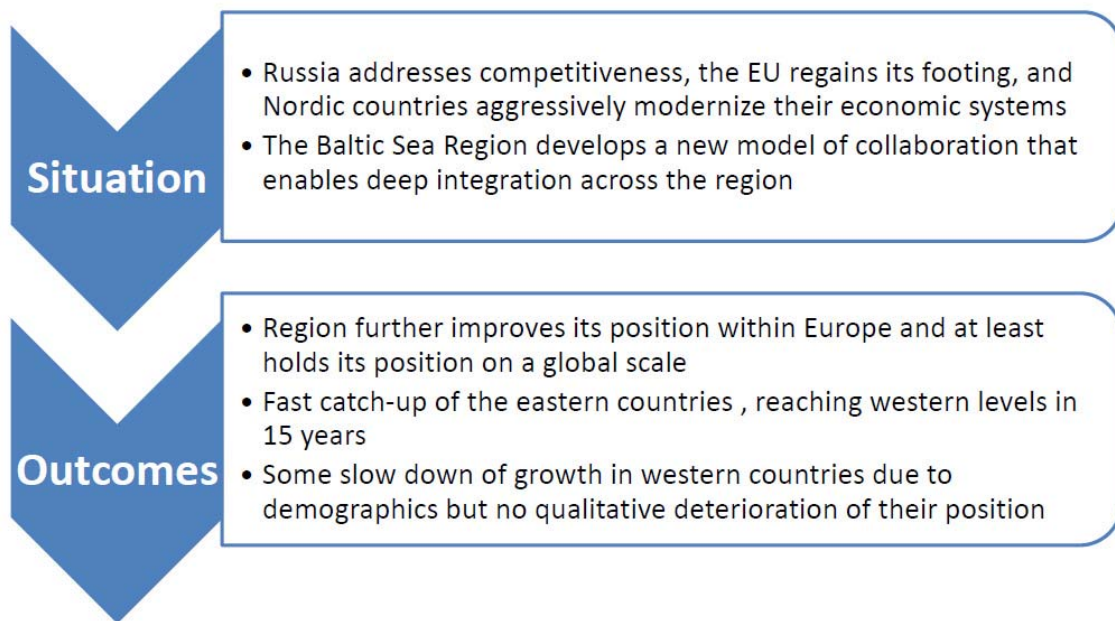 Situation
• Russia addresses competitiveness, the EU regains its footing, and
Nordic countries aggressively modernize their economic systems
• The Baltic Sea Region develops a new model of collaboration that
enables deep integration across the region
Outcomes
• Region further improves its position within Europe and at least
holds its position on a global scale
• Fast catch-up of the eastern countries , reaching western levels in
15 years
• Some slow down of growth in western countries due to
demographics but no qualitative deterioration of their position